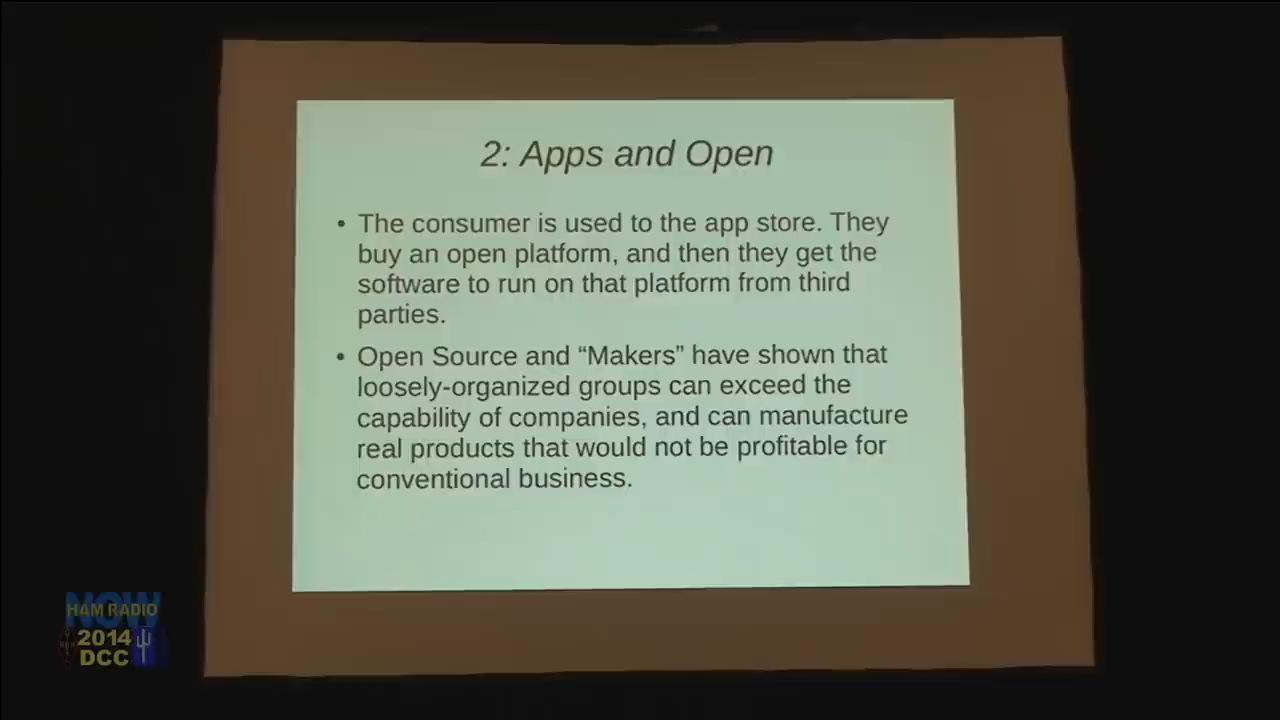 2: Apps and Open
• The consumer is used to the app store. They
buy an open platform, and then they get the
software to run on that platform from third
parties.
• Open Source and “Makers” have shown that
loosely-organized groups can exceed the
capability of companies, and can manufacture
real products that would not be profitable for
conventional business.
NOW
HAM RADIO
2014
DCC